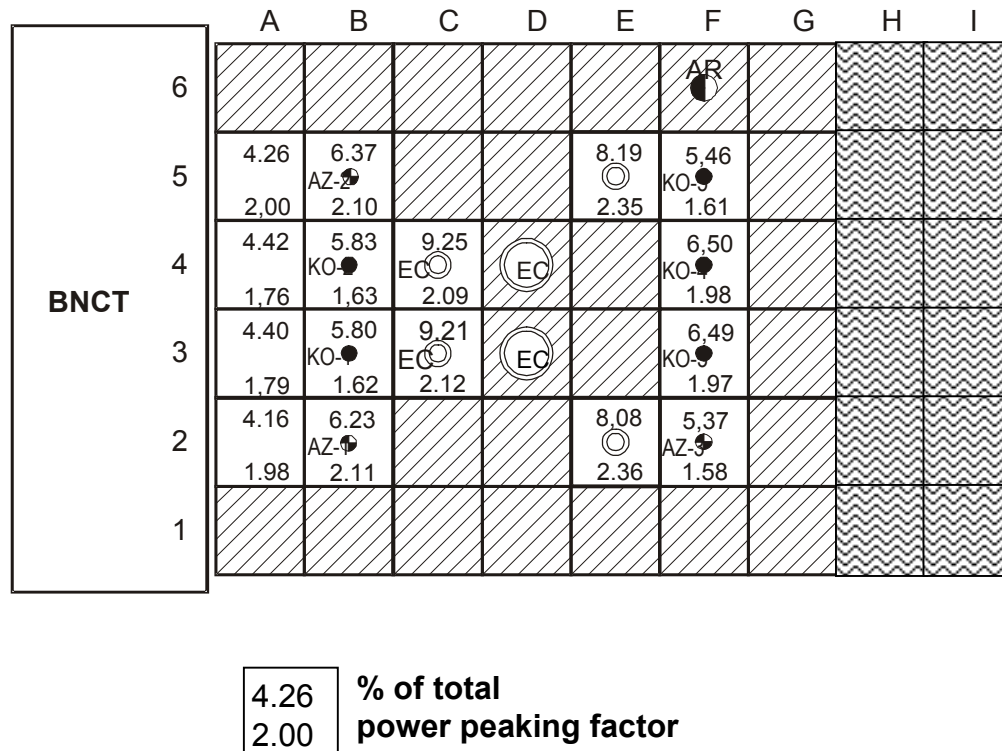 A B C D E F G H I
6 AR
5 4.26 6.37 8.19 5,46
AZ-2 KO-5
2,00 2.10 2.35 1.61
4 4.42 5.83 9.25 6,50
KO-2 EC EC KO-4
1,76 1,63 2.09 1.98
BNCT
3 4.40 5.80 9.21 6,49
KO-1 EC EC KO-3
1,79 1.62 2.12 1.97
2 4.16 6.23 8,08 5,37
AZ-1 AZ-3
1.98 2.11 2.36 1.58
1
4.26 % of total
2.00 power peaking factor